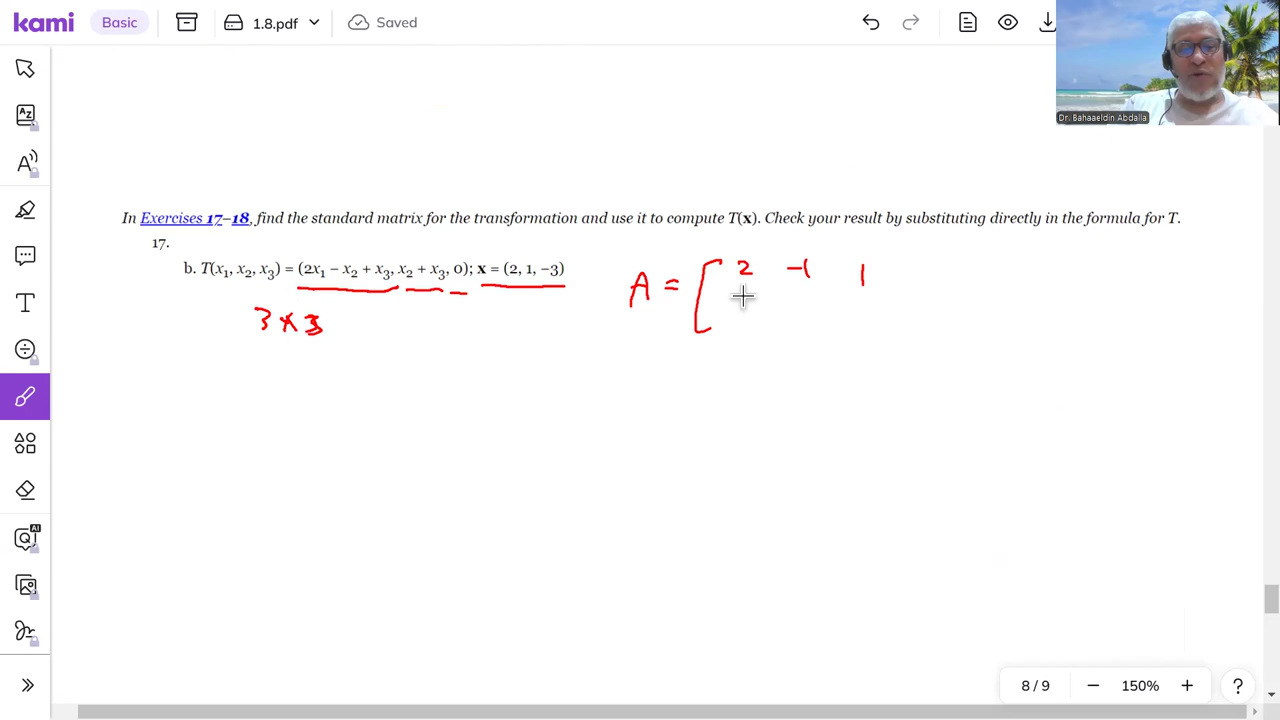 kami Basic 1.8.pdf Saved
Dr. Bahaaeldin Abdalla
In Exercises 17–18, find the standard matrix for the transformation and use it to compute T(x). Check your result by substituting directly in the formula for T.
17.
b. T(x₁, x₂, x₃) = (2x₁ − x₂ + x₃, x₂ + x₃, 0); x = (2, 1, −3)
A = [ 2 -1 1
3 × 3
8 / 9 150%